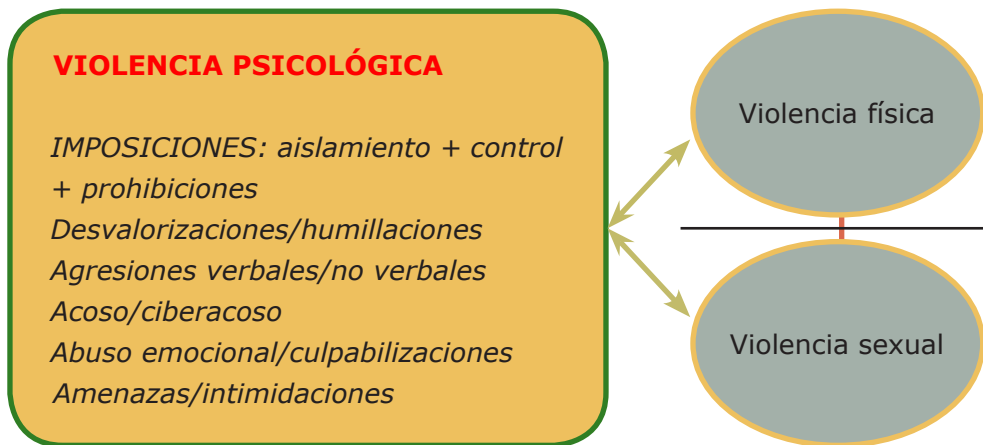 VIOLENCIA PSICOLÓGICA
IMPOSICIONES: aislamiento + control
+ prohibiciones
Desvalorizaciones/humillaciones
Agresiones verbales/no verbales
Acoso/ciberacoso
Abuso emocional/culpabilizaciones
Amenazas/intimidaciones
Violencia física
Violencia sexual